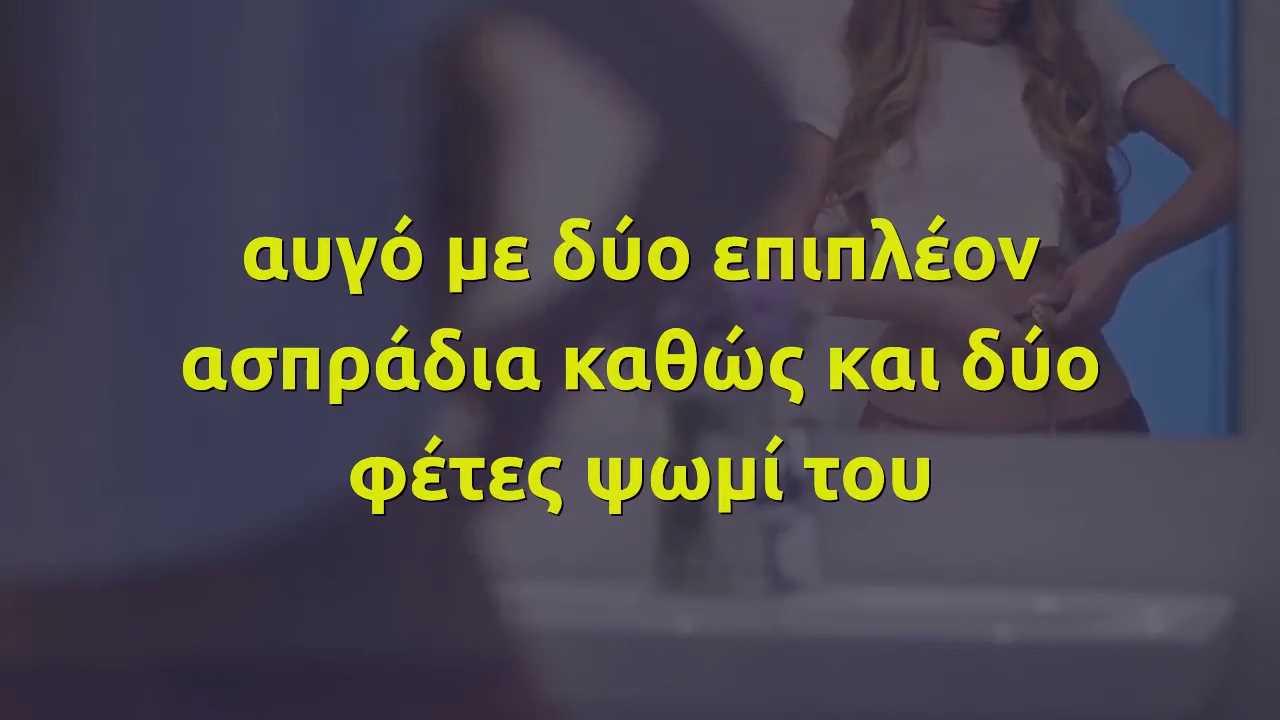 αυγό με δύο επιπλέον
ασπράδια καθώς και δύο
φέτες ψωμί του